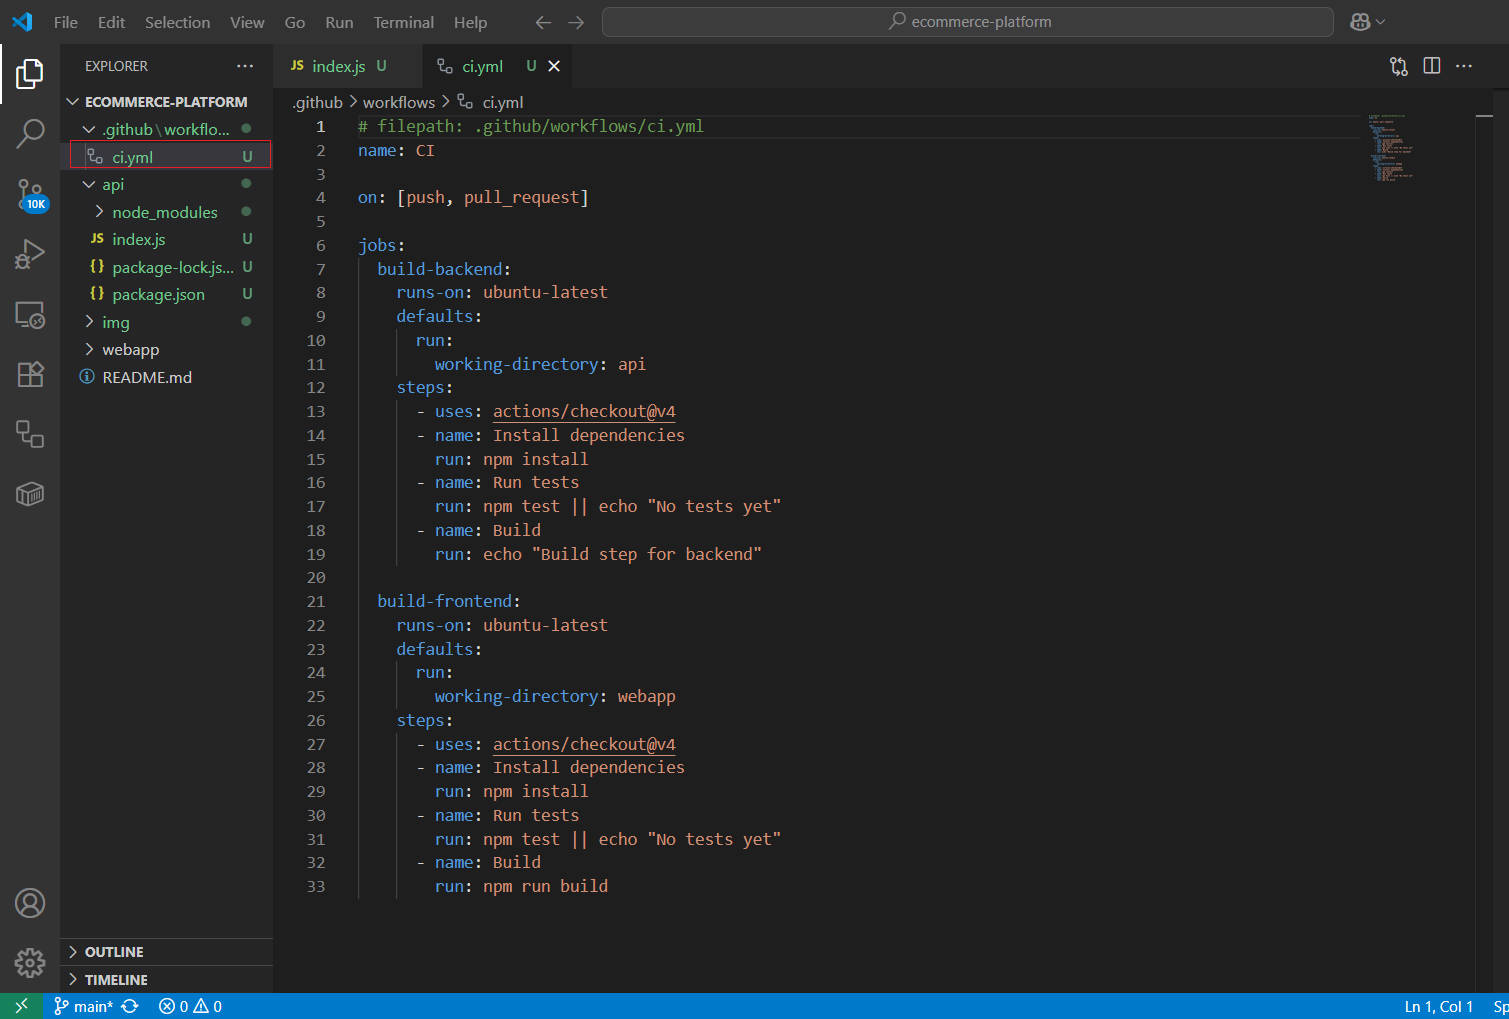 File Edit Selection View Go Run Terminal Help
ecommerce-platform
EXPLORER
ECOMMERCE-PLATFORM
.github\workflo...
ci.yml U
api
node_modules
JS index.js U
{} package-lock.js... U
{} package.json U
img
webapp
README.md
10K
OUTLINE
TIMELINE
JS index.js U
ci.yml U
.github > workflows > ci.yml
1 # filepath: .github/workflows/ci.yml
2 name: CI
3
4 on: [push, pull_request]
5
6 jobs:
7 build-backend:
8 runs-on: ubuntu-latest
9 defaults:
10 run:
11 working-directory: api
12 steps:
13 - uses: actions/checkout@v4
14 - name: Install dependencies
15 run: npm install
16 - name: Run tests
17 run: npm test || echo "No tests yet"
18 - name: Build
19 run: echo "Build step for backend"
20
21 build-frontend:
22 runs-on: ubuntu-latest
23 defaults:
24 run:
25 working-directory: webapp
26 steps:
27 - uses: actions/checkout@v4
28 - name: Install dependencies
29 run: npm install
30 - name: Run tests
31 run: npm test || echo "No tests yet"
32 - name: Build
33 run: npm run build
main* 0 0
Ln 1, Col 1 Sp